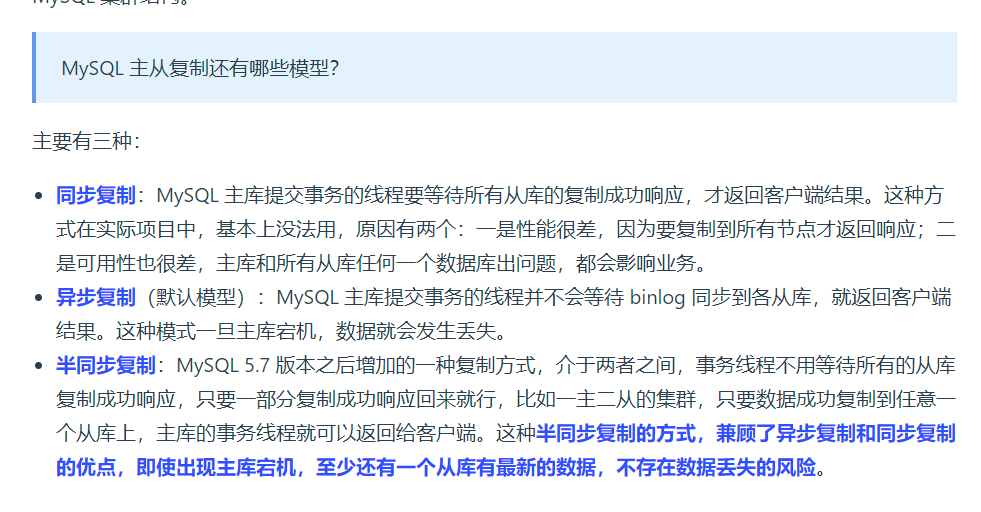 MySQL 集群结构。
MySQL 主从复制还有哪些模型？
主要有三种：
同步复制：MySQL 主库提交事务的线程要等待所有从库的复制成功响应，才返回客户端结果。这种方
式在实际项目中，基本上没法用，原因有两个：一是性能很差，因为要复制到所有节点才返回响应；二
是可用性也很差，主库和所有从库任何一个数据库出问题，都会影响业务。
异步复制（默认模型）：MySQL 主库提交事务的线程并不会等待 binlog 同步到各从库，就返回客户端
结果。这种模式一旦主库宕机，数据就会发生丢失。
半同步复制：MySQL 5.7 版本之后增加的一种复制方式，介于两者之间，事务线程不用等待所有的从库
复制成功响应，只要一部分复制成功响应回来就行，比如一主二从的集群，只要数据成功复制到任意一
个从库上，主库的事务线程就可以返回给客户端。这种半同步复制的方式，兼顾了异步复制和同步复制
的优点，即使出现主库宕机，至少还有一个从库有最新的数据，不存在数据丢失的风险。